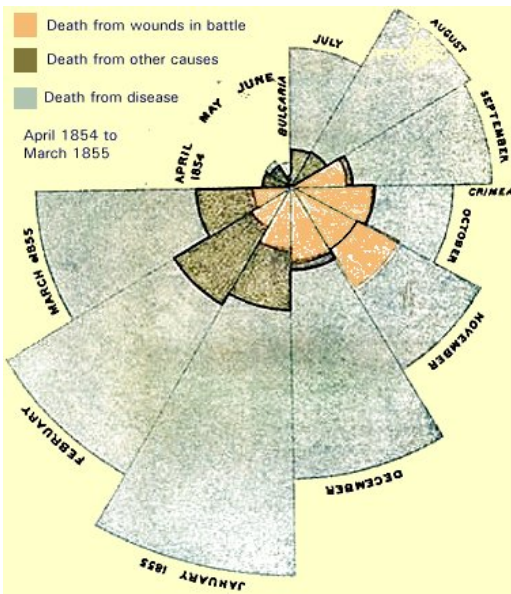 Death from wounds in battle
Death from other causes
Death from disease
April 1854 to
March 1855
APRIL
1854
MAY
JUNE
BULGARIA
JULY
AUGUST
SEPTEMBER
CRIMEA
OCTOBER
NOVEMBER
DECEMBER
JANUARY 1855
FEBRUARY
MARCH 1855